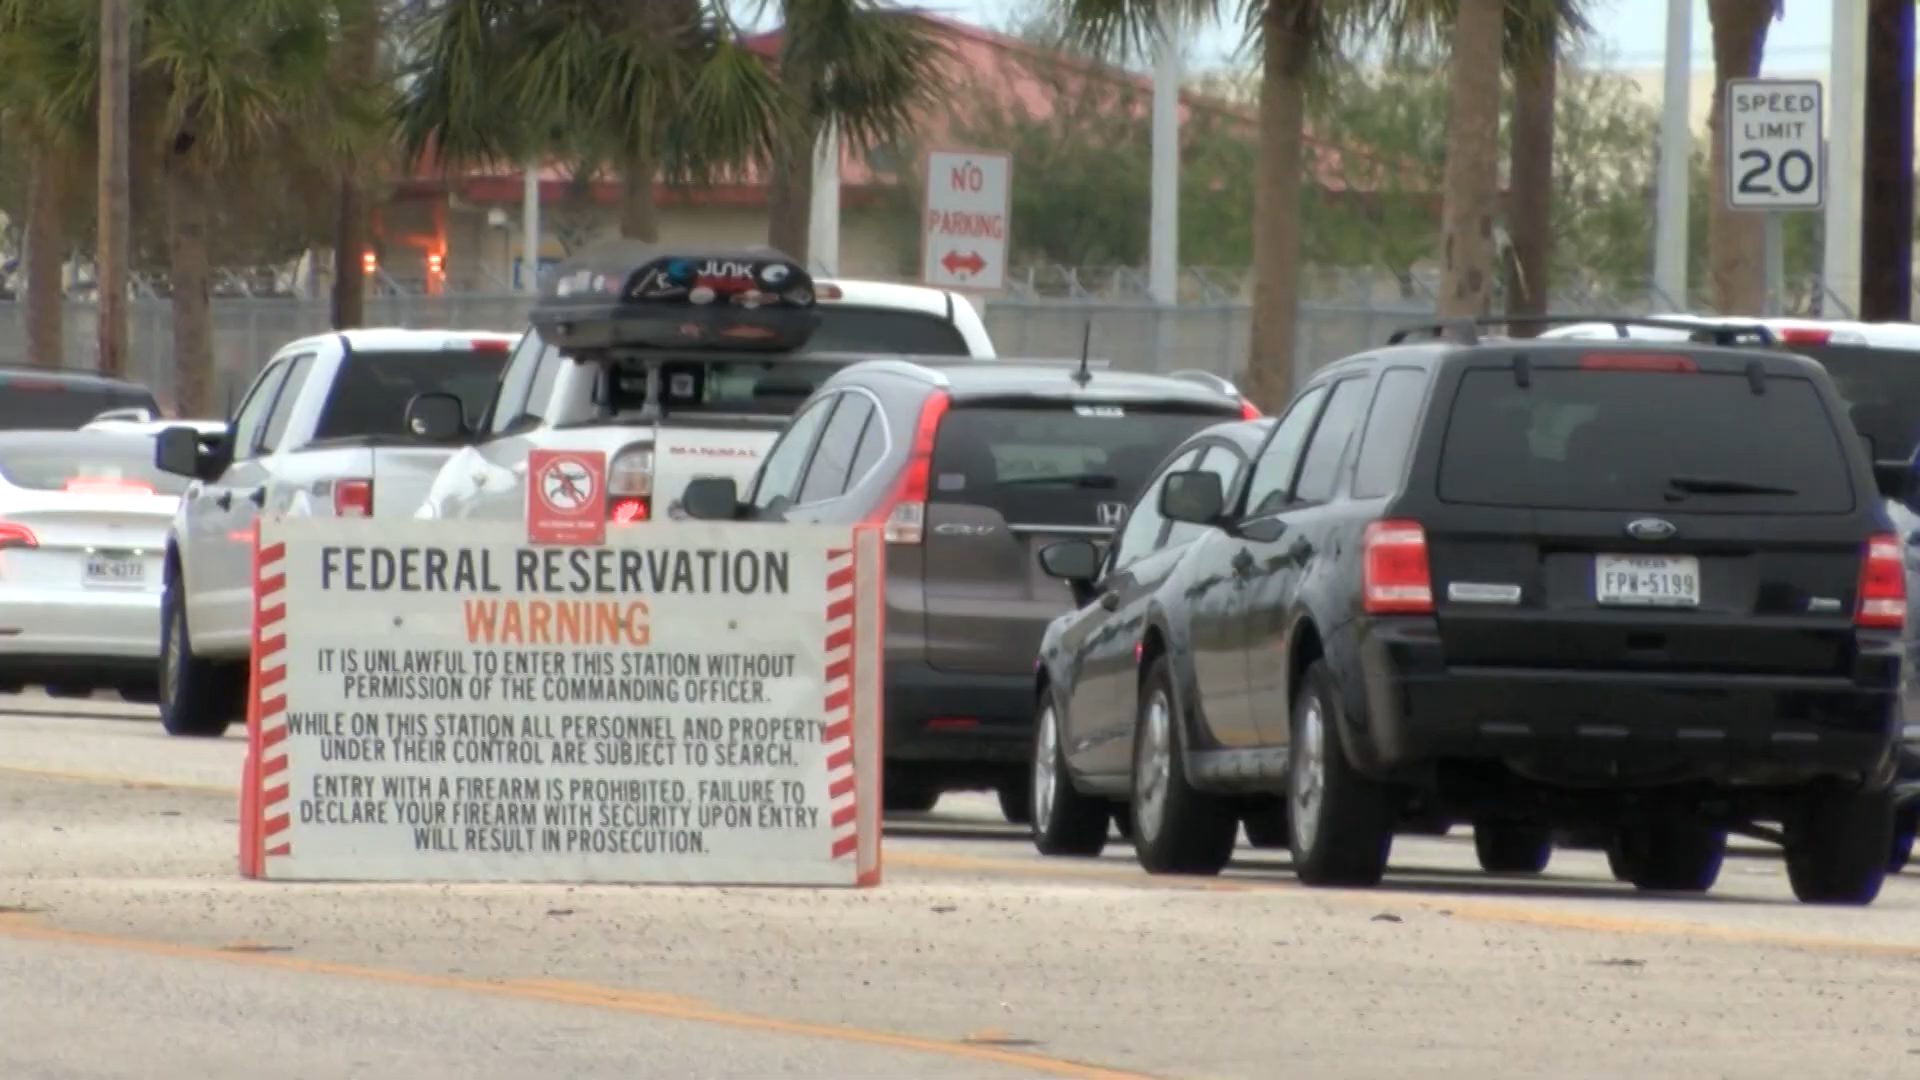 SPEED
LIMIT
20
NO
PARKING
JUNK
FEDERAL RESERVATION
WARNING
IT IS UNLAWFUL TO ENTER THIS STATION WITHOUT
PERMISSION OF THE COMMANDING OFFICER.
WHILE ON THIS STATION ALL PERSONNEL AND PROPERTY
UNDER THEIR CONTROL ARE SUBJECT TO SEARCH.
ENTRY WITH A FIREARM IS PROHIBITED. FAILURE TO
DECLARE YOUR FIREARM WITH SECURITY UPON ENTRY
WILL RESULT IN PROSECUTION.
CR-V
Ford
TEXAS
FPW-5199